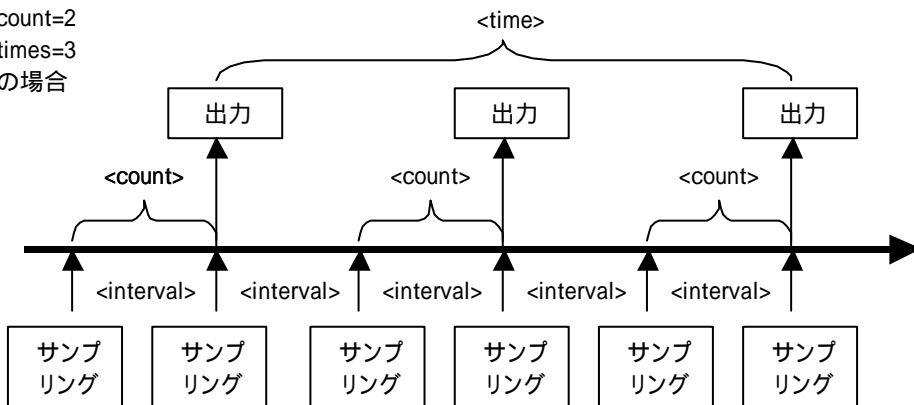 count=2
times=3
の場合
<time>
出力
出力
出力
<count>
<count>
<count>
<interval>
<interval>
<interval>
<interval>
<interval>
サンプ
リング
サンプ
リング
サンプ
リング
サンプ
リング
サンプ
リング
サンプ
リング